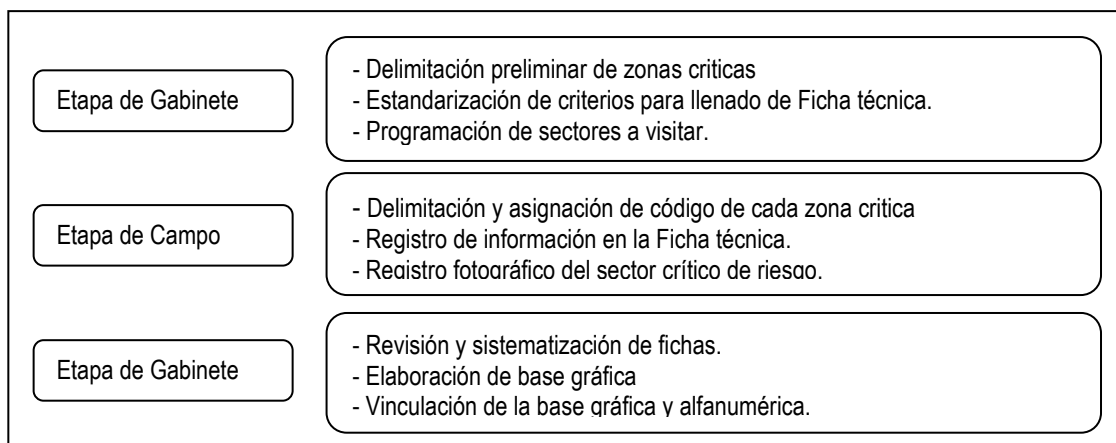 Etapa de Gabinete
- Delimitación preliminar de zonas criticas
- Estandarización de criterios para llenado de Ficha técnica.
- Programación de sectores a visitar.
Etapa de Campo
- Delimitación y asignación de código de cada zona critica
- Registro de información en la Ficha técnica.
- Registro fotográfico del sector crítico de riesgo.
Etapa de Gabinete
- Revisión y sistematización de fichas.
- Elaboración de base gráfica
- Vinculación de la base gráfica y alfanumérica.